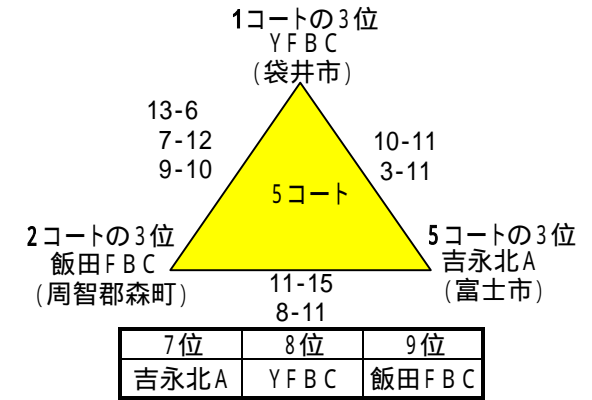 1コートの3位
YFBC
(袋井市)
13-6
7-12
9-10
10-11
3-11
5コート
2コートの3位
飯田FBC
(周智郡森町)
5コートの3位
吉永北A
(富士市)
11-15
8-11
7位 8位 9位
吉永北A YFBC 飯田FBC